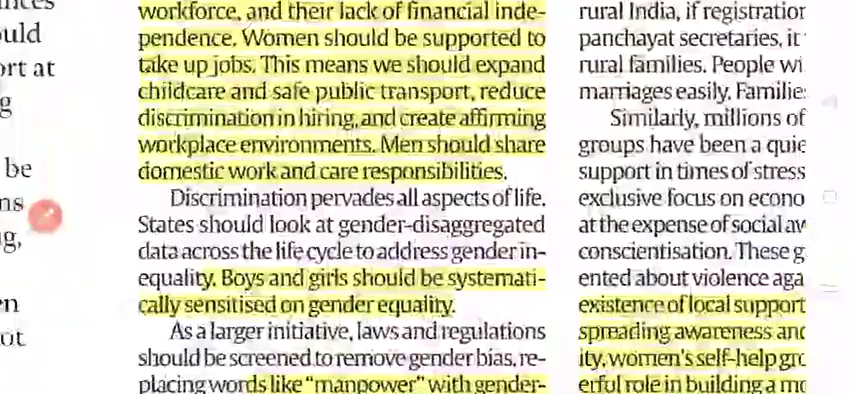 ould
ort at
g
be
ns
g,
en
ot
workforce, and their lack of financial inde-
pendence. Women should be supported to
take up jobs. This means we should expand
childcare and safe public transport, reduce
discrimination in hiring, and create affirming
workplace environments. Men should share
domestic work and care responsibilities.
Discrimination pervades all aspects of life.
States should look at gender-disaggregated
data across the life cycle to address gender in-
equality. Boys and girls should be systemati-
cally sensitised on gender equality.
As a larger initiative, laws and regulations
should be screened to remove gender bias, re-
placing words like “manpower” with gender-
rural India, if registration
panchayat secretaries, it
rural families. People wi
marriages easily. Families
Similarly, millions of
groups have been a quie
support in times of stress
exclusive focus on econo
at the expense of social aw
conscientisation. These g
ented about violence aga
existence of local support
spreading awareness and
ity, women's self-help gro
erful role in building a mo